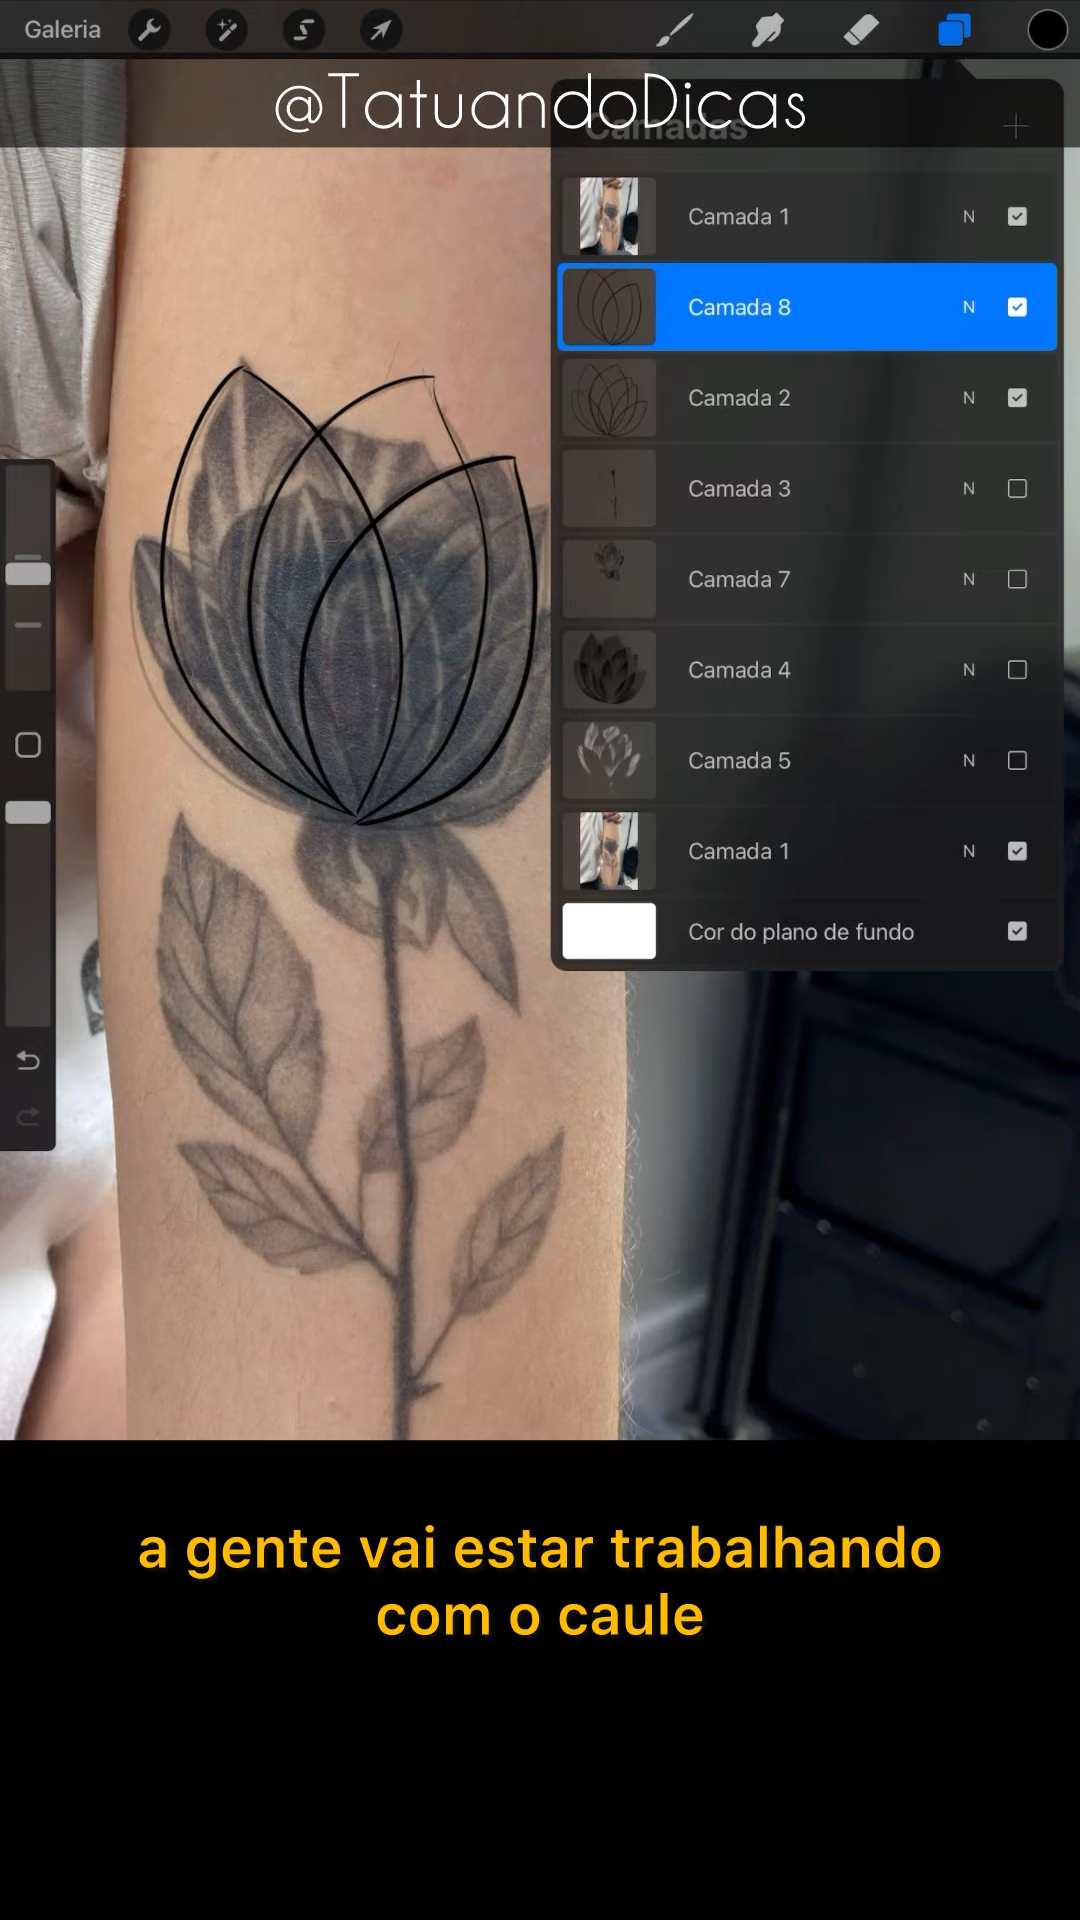 Galeria
@TatuandoDicas
Camadas
Camada 1 N
Camada 8 N
Camada 2 N
Camada 3 N
Camada 7 N
Camada 4 N
Camada 5 N
Camada 1 N
Cor do plano de fundo
a gente vai estar trabalhando
com o caule